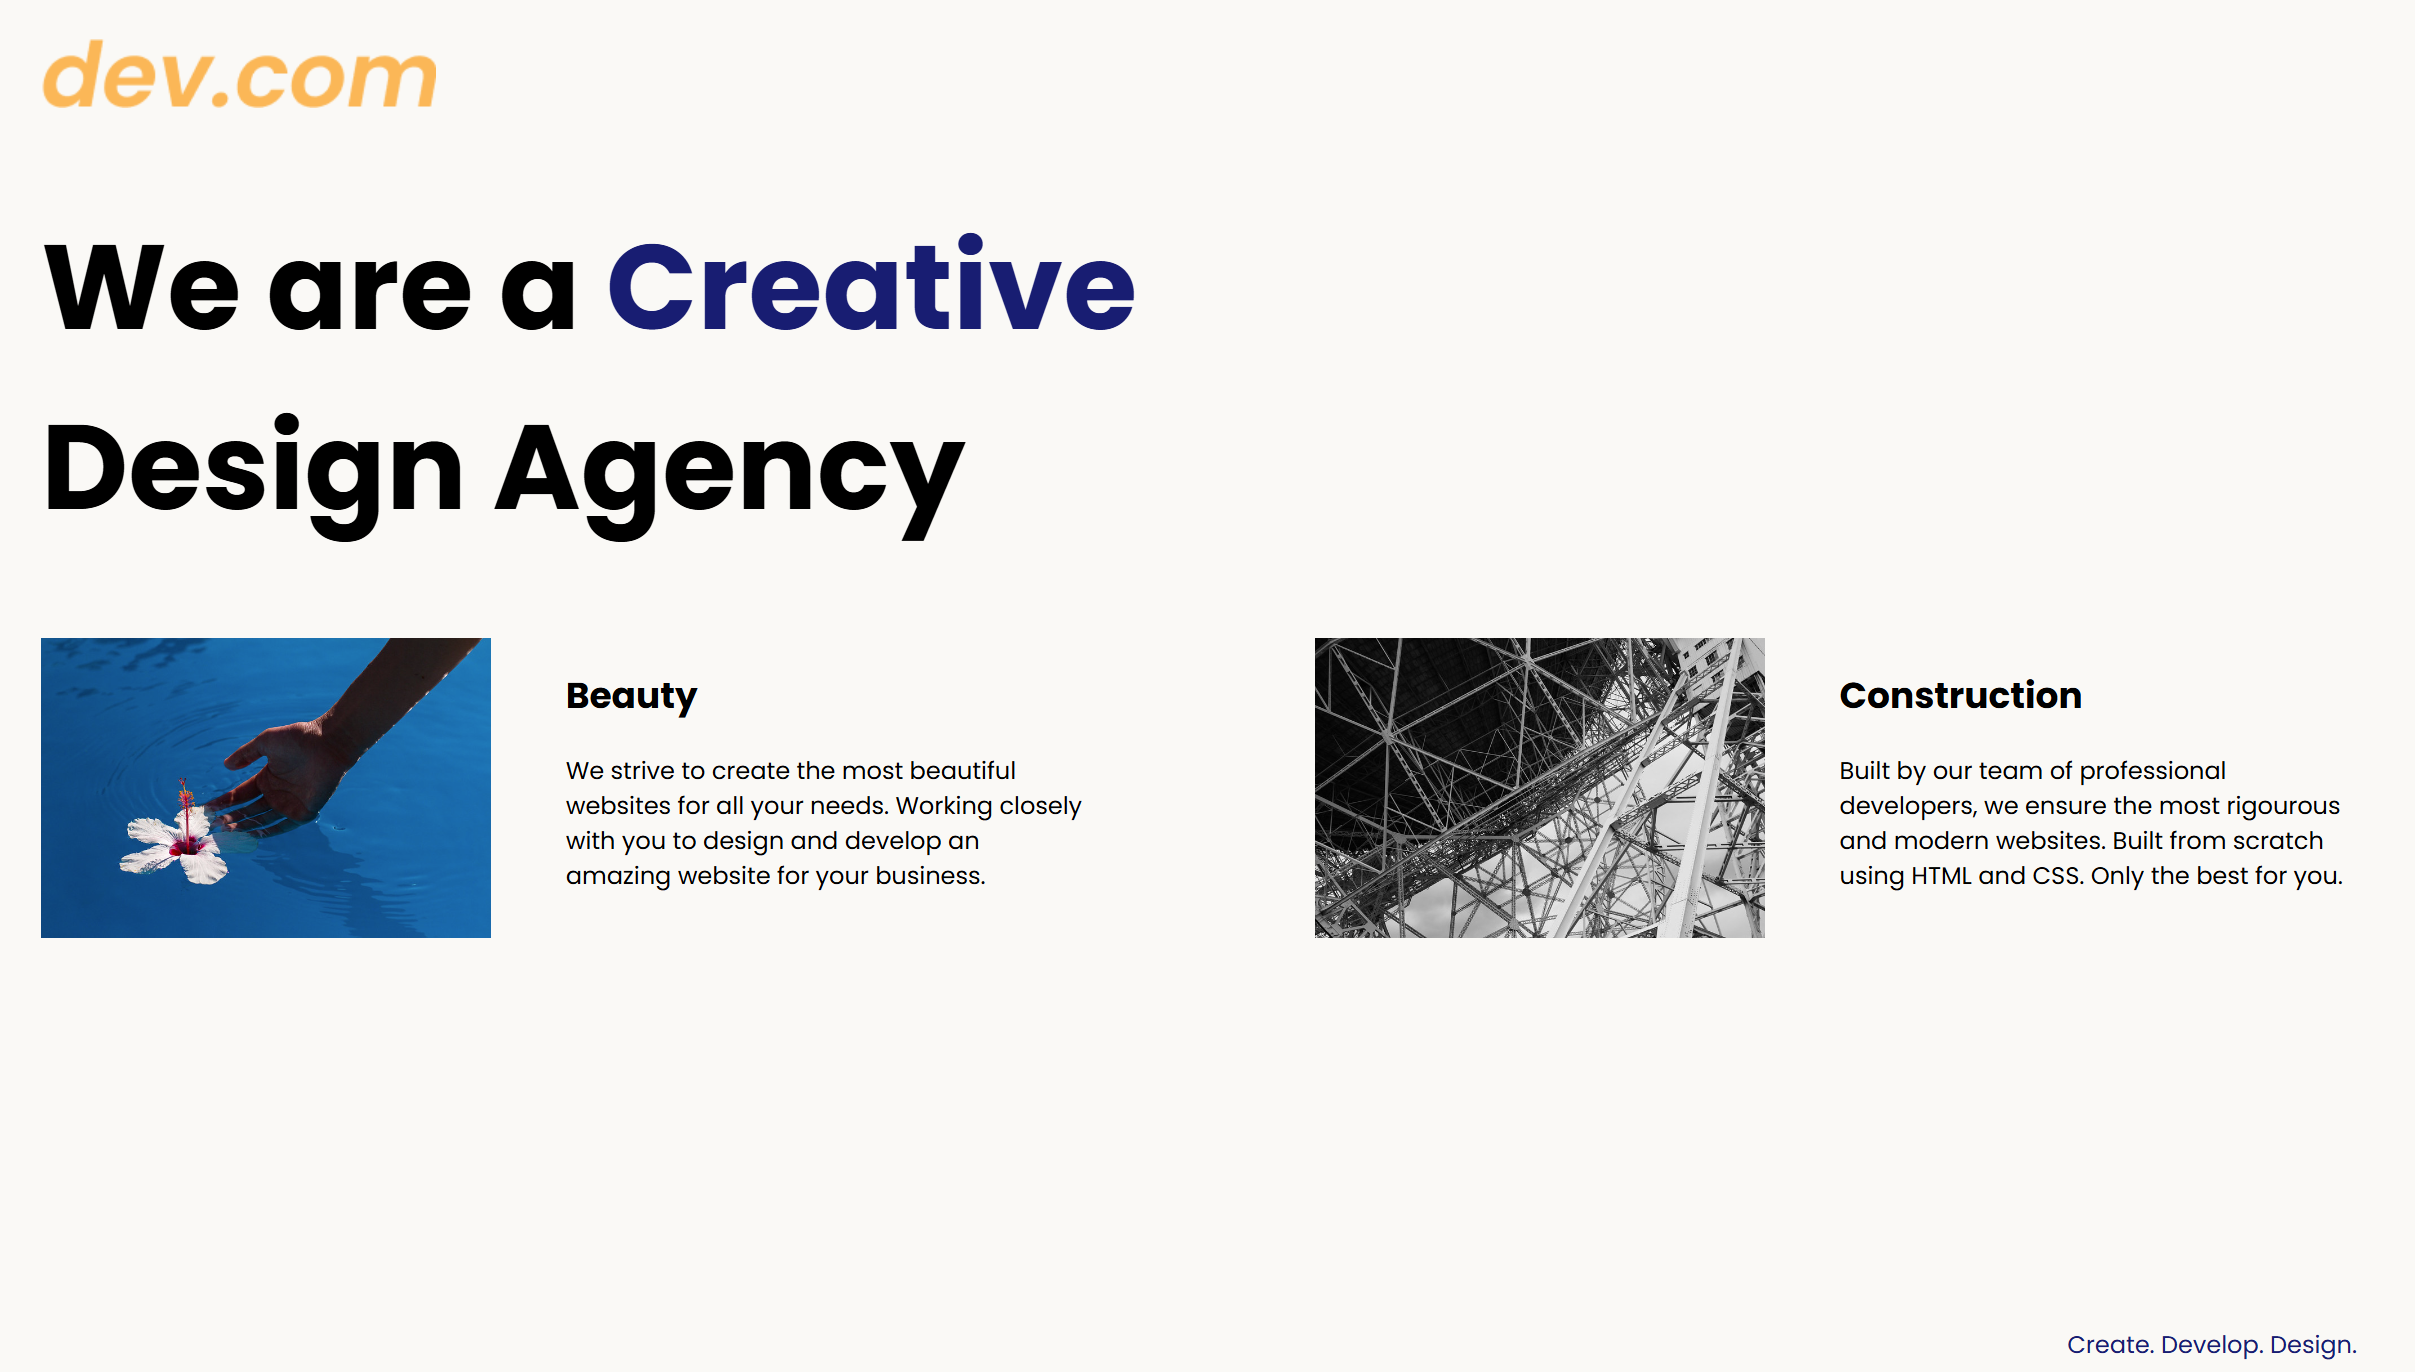 dev.com
We are a Creative
Design Agency
Beauty
We strive to create the most beautiful
websites for all your needs. Working closely
with you to design and develop an
amazing website for your business.
Construction
Built by our team of professional
developers, we ensure the most rigourous
and modern websites. Built from scratch
using HTML and CSS. Only the best for you.
Create. Develop. Design.